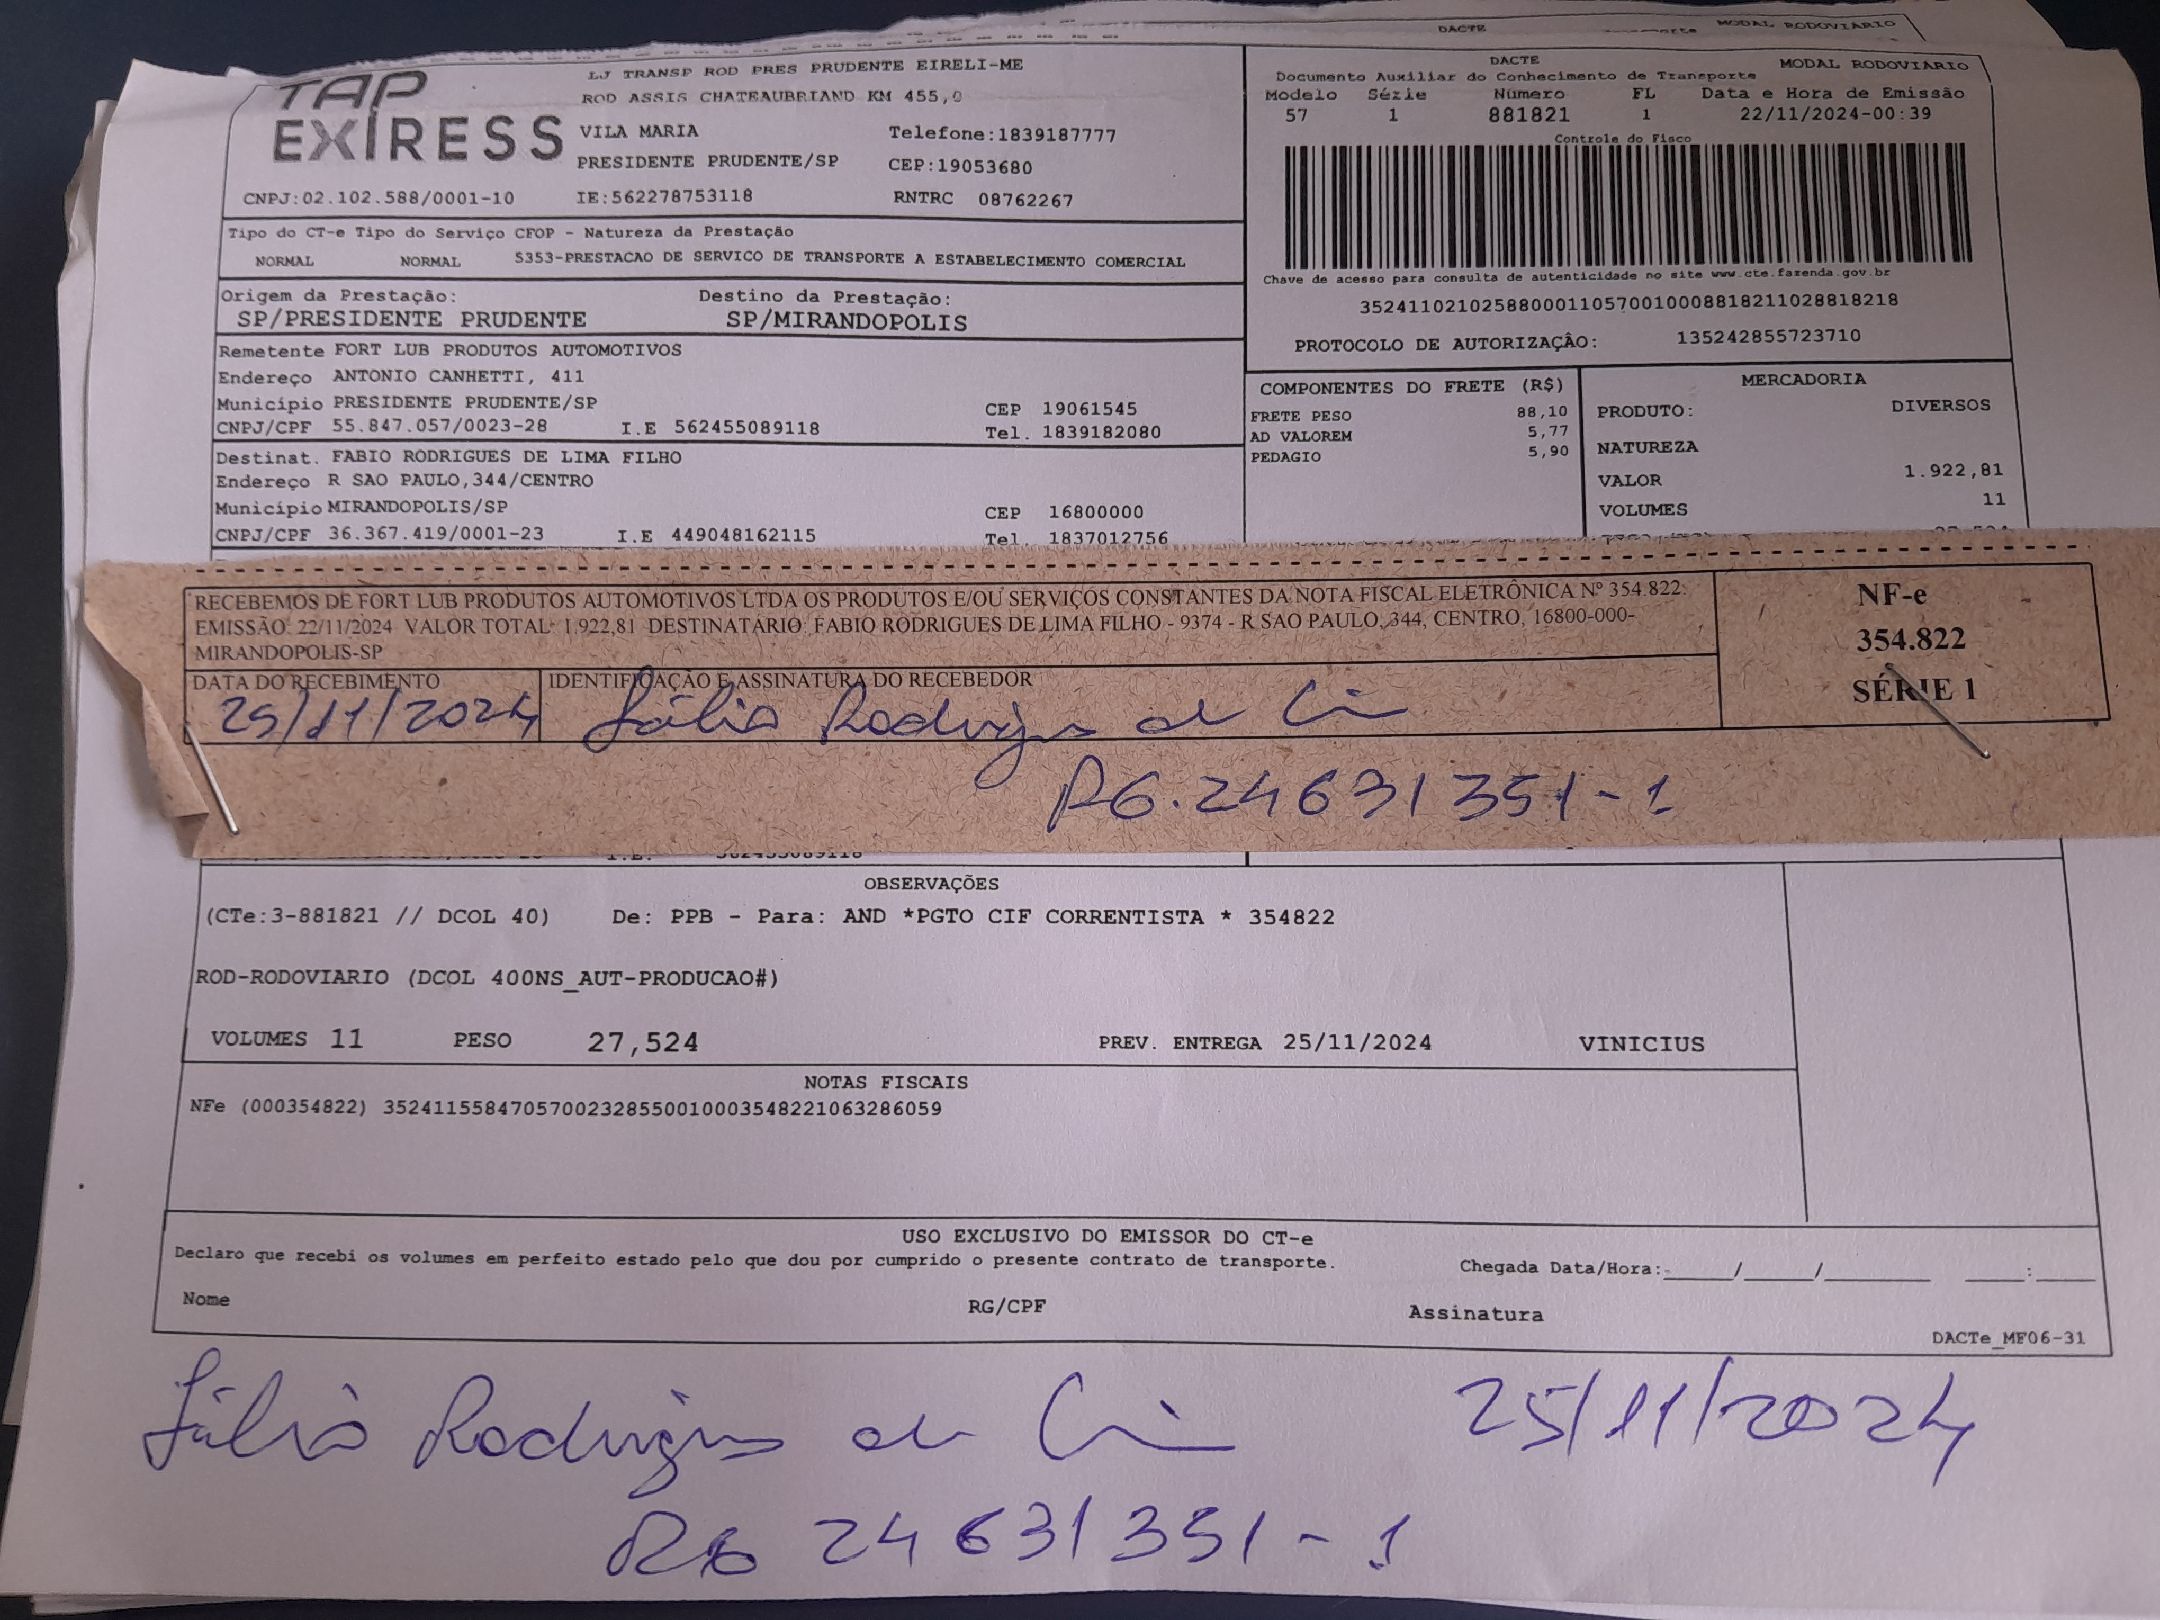 DACTE MODAL RODOVIARIO
TAP
EXPRESS
LJ TRANSP ROD PRES PRUDENTE EIRELI-ME
ROD ASSIS CHATEAUBRIAND KM 455,0
VILA MARIA Telefone:1839187777
PRESIDENTE PRUDENTE/SP CEP:19053680
CNPJ:02.102.588/0001-10 IE:562278753118 RNTRC 08762267
DACTE MODAL RODOVIARIO
Documento Auxiliar do Conhecimento de Transporte
Modelo Série Número FL Data e Hora de Emissão
57 1 881821 1 22/11/2024-00:39
Controle do Fisco
Chave de acesso para consulta de autenticidade no site www.cte.fazenda.gov.br
35241102102588000110570010008818211028818218
PROTOCOLO DE AUTORIZAÇÂO: 135242855723710
Tipo do CT-e Tipo do Serviço CFOP - Natureza da Prestação
NORMAL NORMAL 5353-PRESTACAO DE SERVICO DE TRANSPORTE A ESTABELECIMENTO COMERCIAL
Origem da Prestação: Destino da Prestação:
SP/PRESIDENTE PRUDENTE SP/MIRANDOPOLIS
Remetente FORT LUB PRODUTOS AUTOMOTIVOS
Endereço ANTONIO CANHETTI, 411
Município PRESIDENTE PRUDENTE/SP CEP 19061545
CNPJ/CPF 55.847.057/0023-28 I.E 562455089118 Tel. 1839182080
Destinat. FABIO RODRIGUES DE LIMA FILHO
Endereço R SAO PAULO,344/CENTRO
Município MIRANDOPOLIS/SP CEP 16800000
CNPJ/CPF 36.367.419/0001-23 I.E 449048162115 Tel. 1837012756
COMPONENTES DO FRETE (R$)
FRETE PESO 88,10
AD VALOREM 5,77
PEDAGIO 5,90
MERCADORIA
PRODUTO: DIVERSOS
NATUREZA
VALOR 1.922,81
VOLUMES 11
RECEBEMOS DE FORT LUB PRODUTOS AUTOMOTIVOS LTDA OS PRODUTOS E/OU SERVIÇOS CONSTANTES DA NOTA FISCAL ELETRÔNICA Nº 354.822:
EMISSÃO: 22/11/2024 VALOR TOTAL: 1.922,81 DESTINATÁRIO: FABIO RODRIGUES DE LIMA FILHO - 9374 - R SAO PAULO, 344, CENTRO, 16800-000-
MIRANDOPOLIS-SP
NF-e
354.822
SÉRIE 1
DATA DO RECEBIMENTO IDENTIFICAÇÃO E ASSINATURA DO RECEBEDOR
25/11/2024 Fábio Rodrigues de Lima
RG.24631351-1
OBSERVAÇÕES
(CTe:3-881821 // DCOL 40) De: PPB - Para: AND *PGTO CIF CORRENTISTA * 354822
ROD-RODOVIARIO (DCOL 400NS_AUT-PRODUCAO#)
VOLUMES 11 PESO 27,524 PREV. ENTREGA 25/11/2024 VINICIUS
NOTAS FISCAIS
NFe (000354822) 35241155847057002328550010003548221063286059
USO EXCLUSIVO DO EMISSOR DO CT-e
Declaro que recebi os volumes em perfeito estado pelo que dou por cumprido o presente contrato de transporte. Chegada Data/Hora:-_____/_____/________ ____:____
Nome RG/CPF Assinatura
DACTe_MF06-31
Fábio Rodrigues de Lima 25/11/2024
RG 24631351-1